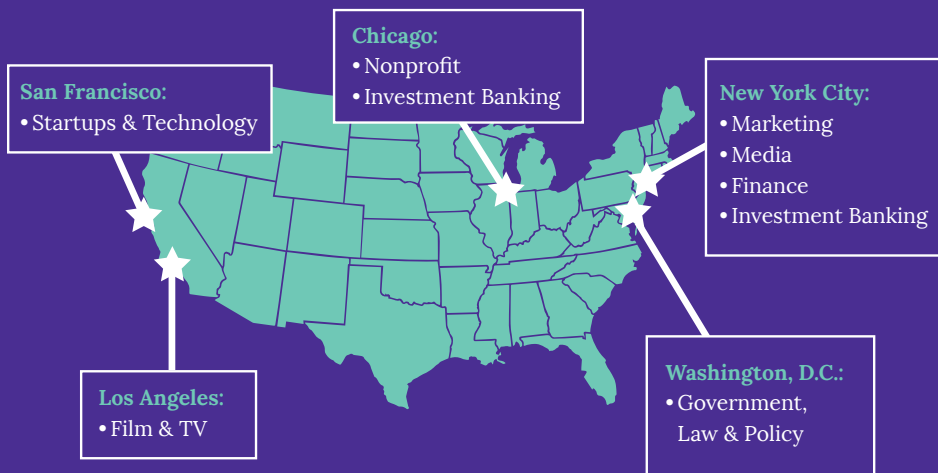 Chicago:
• Nonprofit
• Investment Banking
San Francisco:
• Startups & Technology
New York City:
• Marketing
• Media
• Finance
• Investment Banking
Los Angeles:
• Film & TV
Washington, D.C.:
• Government,
Law & Policy